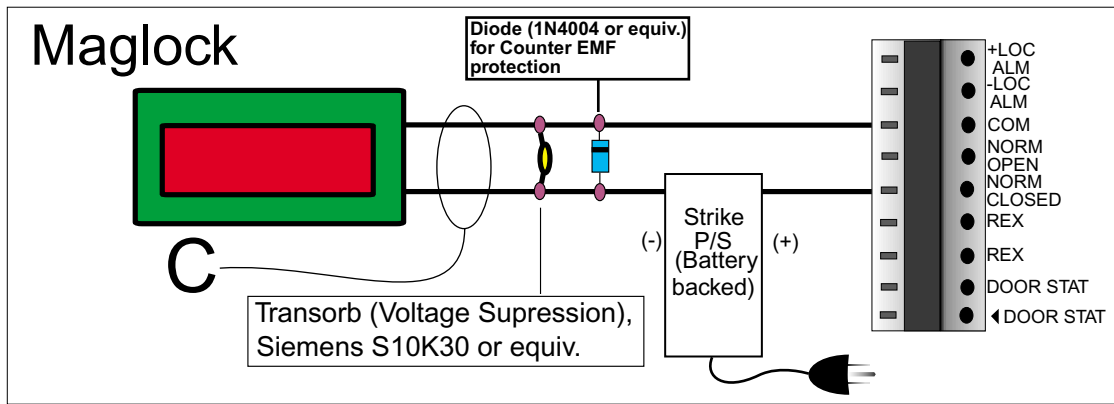 Maglock
Diode (1N4004 or equiv.)
for Counter EMF
protection
+LOC
ALM
-LOC
ALM
COM
NORM
OPEN
NORM
CLOSED
REX
REX
DOOR STAT
DOOR STAT
(-)
Strike
P/S
(Battery
backed)
(+)
C
Transorb (Voltage Supression),
Siemens S10K30 or equiv.